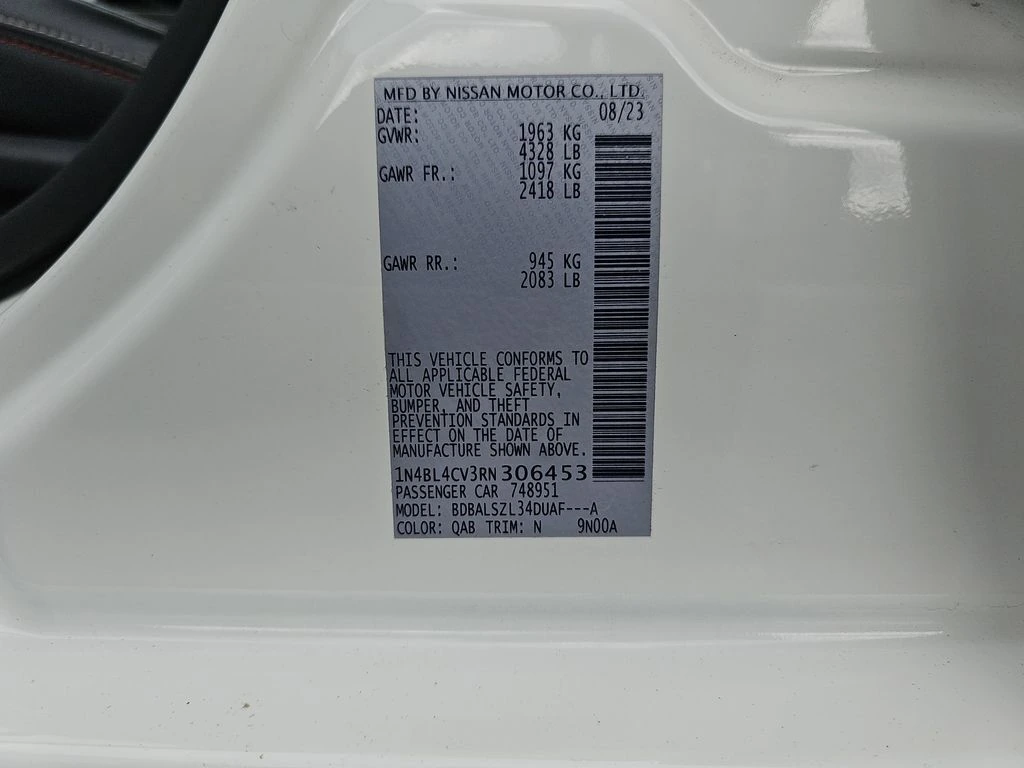 MFD BY NISSAN MOTOR CO., LTD.
DATE: 08/23
GVWR: 1963 KG
4328 LB
GAWR FR.: 1097 KG
2418 LB
GAWR RR.: 945 KG
2083 LB
THIS VEHICLE CONFORMS TO
ALL APPLICABLE FEDERAL
MOTOR VEHICLE SAFETY,
BUMPER, AND THEFT
PREVENTION STANDARDS IN
EFFECT ON THE DATE OF
MANUFACTURE SHOWN ABOVE.
1N4BL4CV3RN306453
PASSENGER CAR 748951
MODEL: BDBALSZL34DUAF---A
COLOR: QAB TRIM: N 9N00A